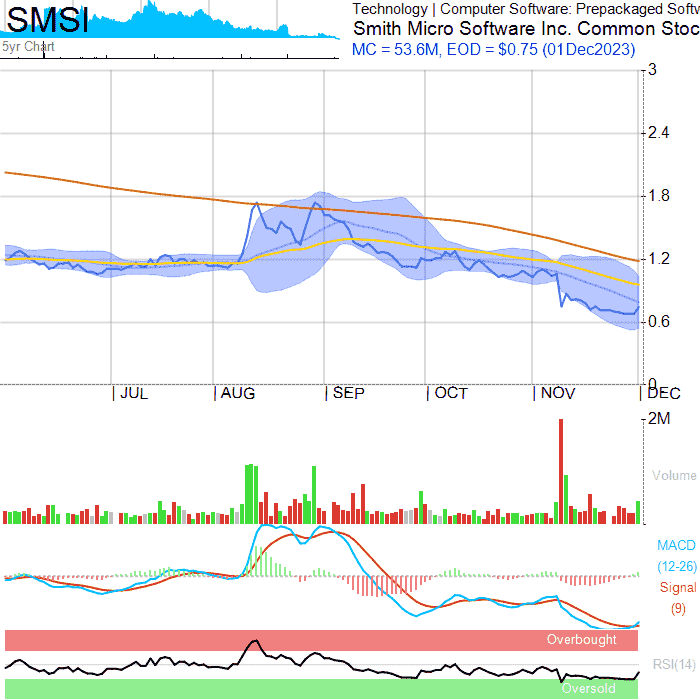 SMSI
5yr Chart
Technology | Computer Software: Prepackaged Softw
Smith Micro Software Inc. Common Stoc
MC = 53.6M, EOD = $0.75 (01Dec2023)
3
2.4
1.8
1.2
0.6
0
JUL AUG SEP OCT NOV DEC
2M
Volume
MACD
(12-26)
Signal
(9)
Overbought
RSI(14)
Oversold